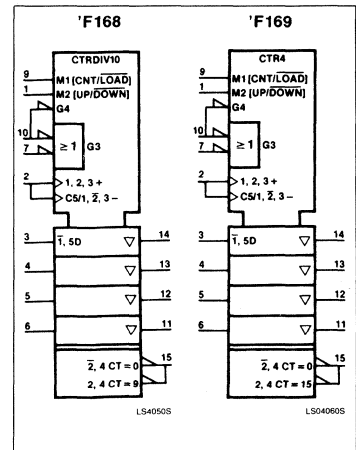 'F168
CTRDIV10
9
M1 [CNT/LOAD]
1
M2 [UP/DOWN]
G4
10
≥ 1
G3
7
2
1, 2, 3 +
C5/1, 2̅, 3 −
3
1̅, 5D
14
4
13
5
12
6
11
2̅, 4 CT = 0
15
2, 4 CT = 9
LS4050S
'F169
CTR4
9
M1 [CNT/LOAD]
1
M2 [UP/DOWN]
G4
10
≥ 1
G3
7
2
1, 2, 3 +
C5/1, 2̅, 3 −
3
1̅, 5D
14
4
13
5
12
6
11
2̅, 4 CT = 0
15
2, 4 CT = 15
LS04060S